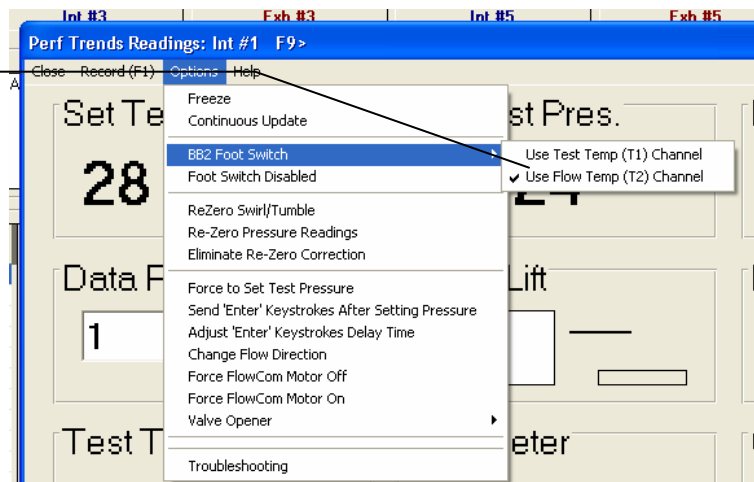 Int #3 Exh #3 Int #5 Exh #5
Perf Trends Readings: Int #1 F9>
Close Record (F1) Options Help
A
Set Te
st Pres.
28
24
Freeze
Continuous Update
BB2 Foot Switch
Foot Switch Disabled
Use Test Temp (T1) Channel
Use Flow Temp (T2) Channel
ReZero Swirl/Tumble
Re-Zero Pressure Readings
Eliminate Re-Zero Correction
Data P
Lift
1
Force to Set Test Pressure
Send 'Enter' Keystrokes After Setting Pressure
Adjust 'Enter' Keystrokes Delay Time
Change Flow Direction
Force FlowCom Motor Off
Force FlowCom Motor On
Valve Opener
Test T
eter
Troubleshooting